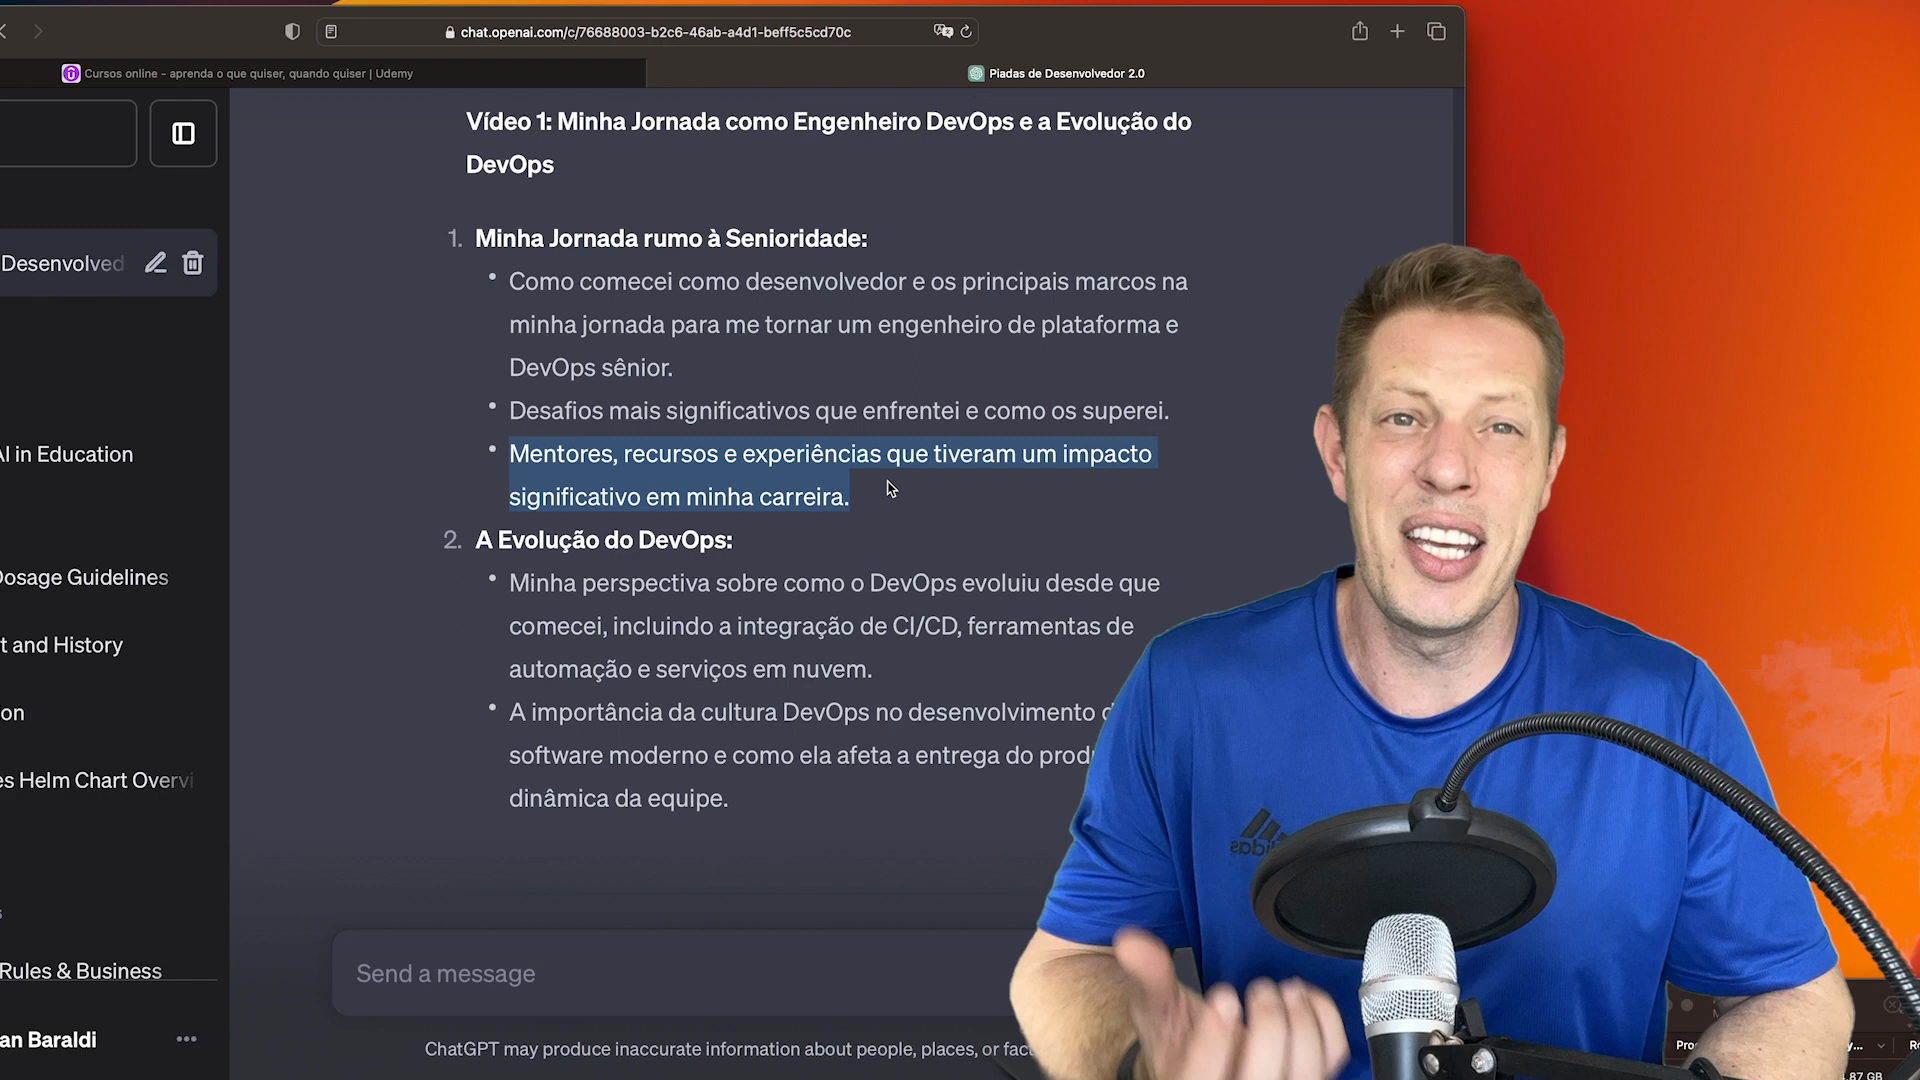 chat.openai.com/c/76688003-b2c6-46ab-a4d1-beff5c5cd70c
Cursos online - aprenda o que quiser, quando quiser | Udemy
Piadas de Desenvolvedor 2.0
Vídeo 1: Minha Jornada como Engenheiro DevOps e a Evolução do
DevOps
1. Minha Jornada rumo à Senioridade:
• Como comecei como desenvolvedor e os principais marcos na
minha jornada para me tornar um engenheiro de plataforma e
DevOps sênior.
• Desafios mais significativos que enfrentei e como os superei.
• Mentores, recursos e experiências que tiveram um impacto
significativo em minha carreira.
2. A Evolução do DevOps:
• Minha perspectiva sobre como o DevOps evoluiu desde que
comecei, incluindo a integração de CI/CD, ferramentas de
automação e serviços em nuvem.
• A importância da cultura DevOps no desenvolvimento d
software moderno e como ela afeta a entrega do prod
dinâmica da equipe.
Desenvolved
AI in Education
Dosage Guidelines
t and History
on
es Helm Chart Overvi
s
Rules & Business
an Baraldi
Send a message
ChatGPT may produce inaccurate information about people, places, or fact
adidas
Pro
y...
.87 GB